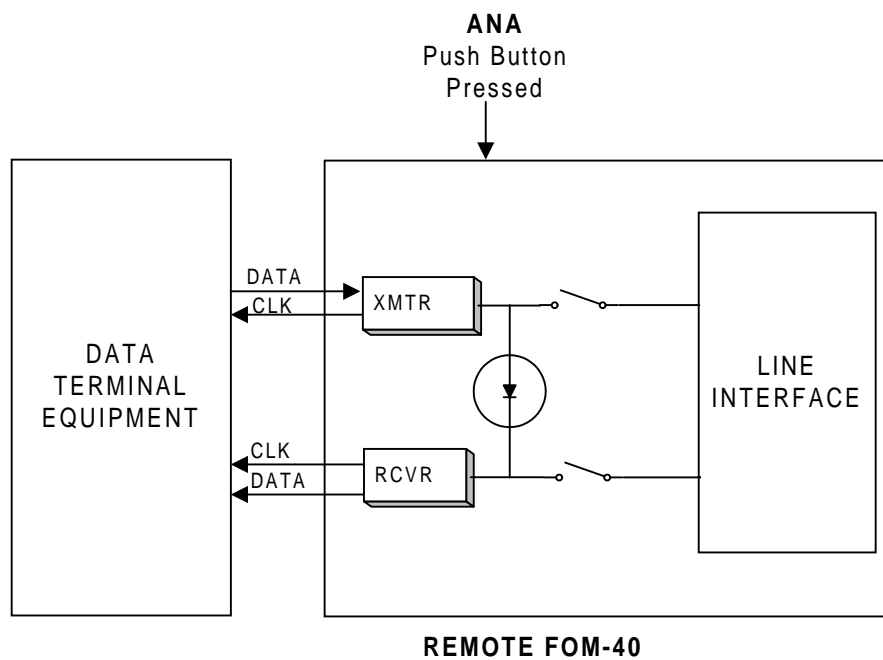 ANA
Push Button
Pressed
DATA
CLK
XMTR
DATA
TERMINAL
EQUIPMENT
LINE
INTERFACE
CLK
DATA
RCVR
REMOTE FOM-40